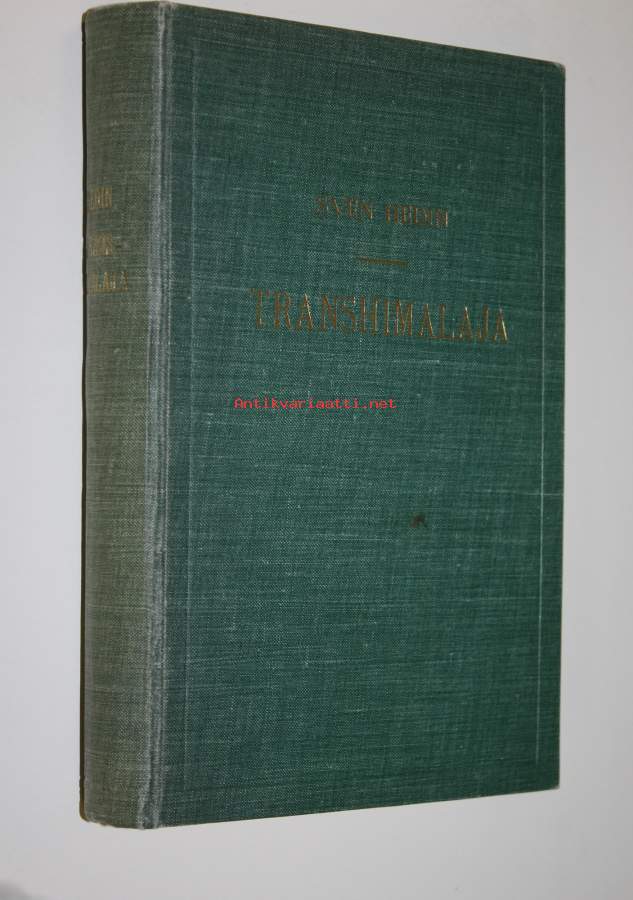 SVEN HEDIN
TRANSHIMALAJA
Antikvariaatti.net